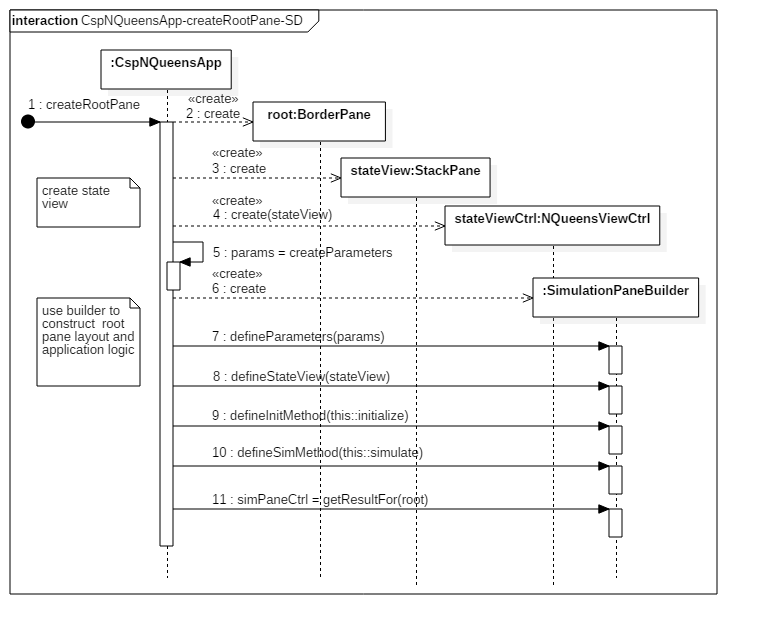 interaction CspNQueensApp-createRootPane-SD
:CspNQueensApp
1 : createRootPane
«create»
2 : create
root:BorderPane
«create»
3 : create
stateView:StackPane
create state
view
«create»
4 : create(stateView)
stateViewCtrl:NQueensViewCtrl
5 : params = createParameters
«create»
6 : create
:SimulationPaneBuilder
use builder to
construct  root
pane layout and
application logic
7 : defineParameters(params)
8 : defineStateView(stateView)
9 : defineInitMethod(this::initialize)
10 : defineSimMethod(this::simulate)
11 : simPaneCtrl = getResultFor(root)